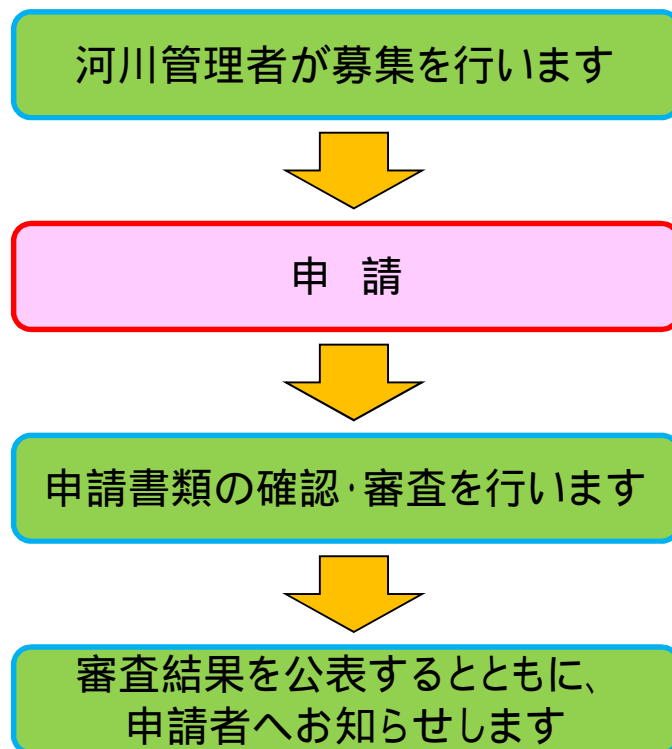 河川管理者が募集を行います
申　請
申請書類の確認・審査を行います
審査結果を公表するとともに、
申請者へお知らせします